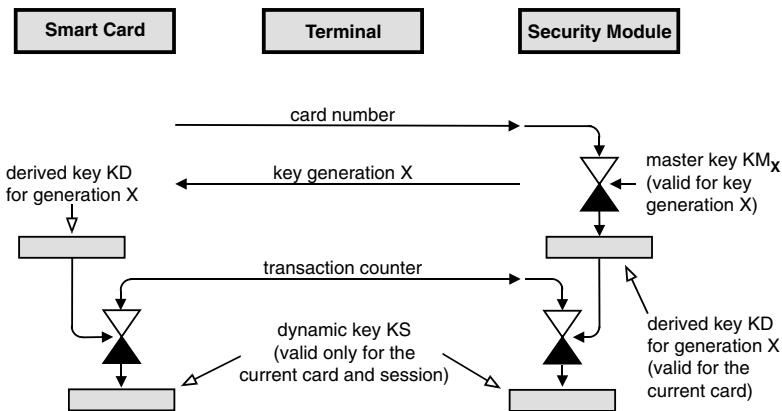 Smart Card
Terminal
Security Module
card number
derived key KD
for generation X
key generation X
master key KMX
(valid for key
generation X)
transaction counter
dynamic key KS
(valid only for the
current card and session)
derived key KD
for generation X
(valid for the
current card)